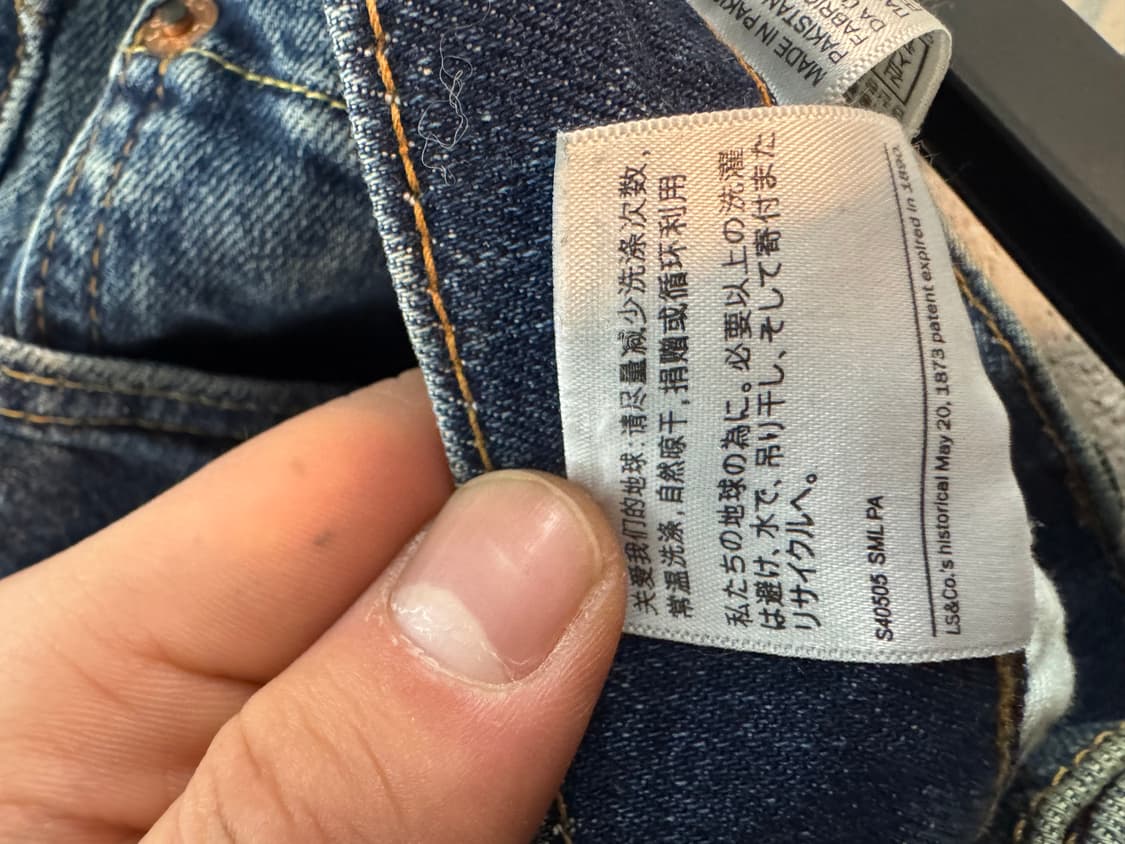 关爱我们的地球:请尽量减少洗涤次数,
常温洗涤,自然晾干,捐赠或循环利用
私たちの地球の為に。必要以上の洗濯
は避け、水で、吊り干し、そして寄付また
リサイクルへ。
S40505 SMLPA
LS&Co.'s historical May 20, 1873 patent expired in 1890
MADE IN PAKI
PAKISTAN
FABRIC
DA